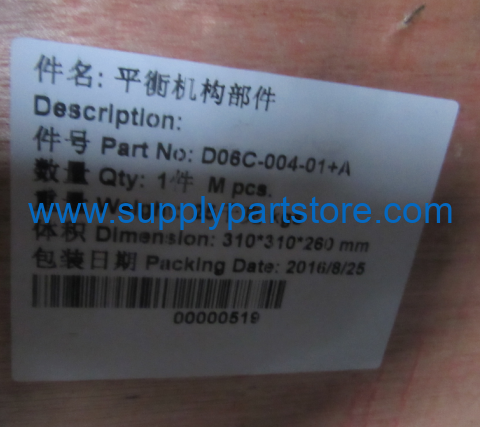 件名: 平衡机构部件
Description:
件号 Part No: D06C-004-01+A
数量 Qty: 1件 M pcs.
www.supplypartstore.com
体积 Dimension: 310*310*260 mm
包装日期 Packing Date: 2016/8/25
00000519